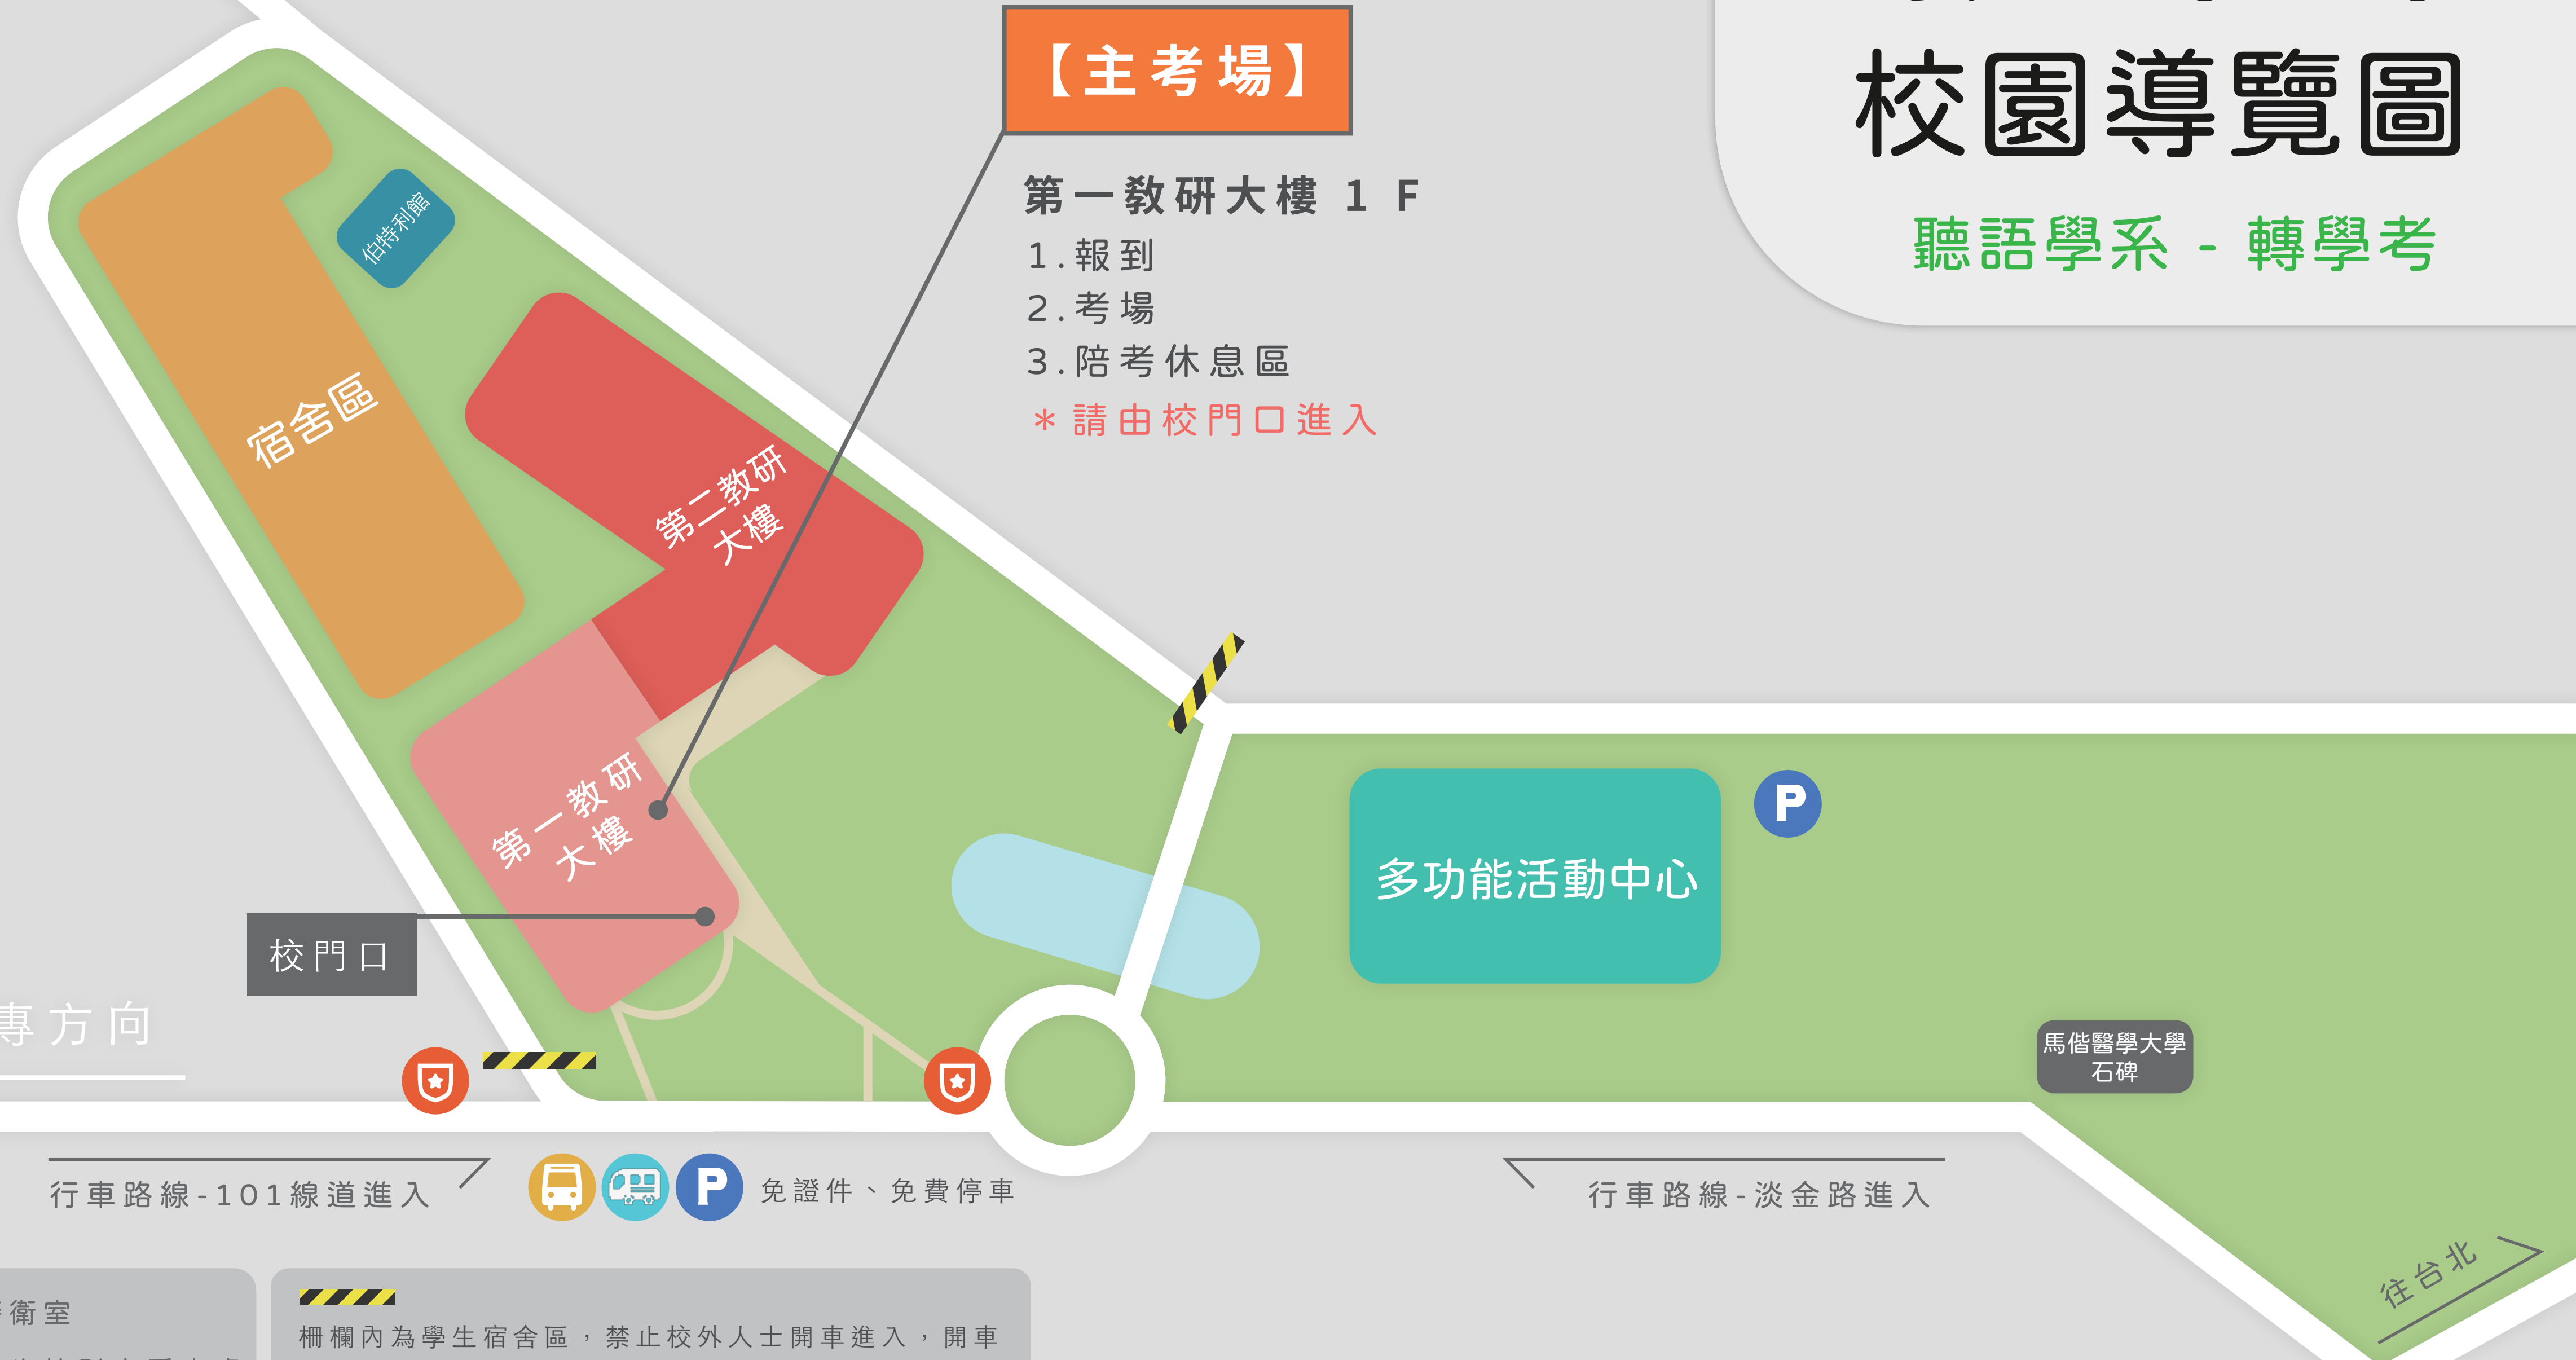 校園導覽圖
聽語學系-轉學考
【主考場】
第一教研大樓 1 F
1.報到
2.考場
3.陪考休息區
＊請由校門口進入
伯特利館
宿舍區
第二教研
大樓
第一教研
大樓
校門口
多功能活動中心
P
馬偕醫學大學
石碑
專方向
行車路線-101線道進入
P
免證件、免費停車
行車路線-淡金路進入
往台北
衛室
柵欄內為學生宿舍區，禁止校外人士開車進入，開車